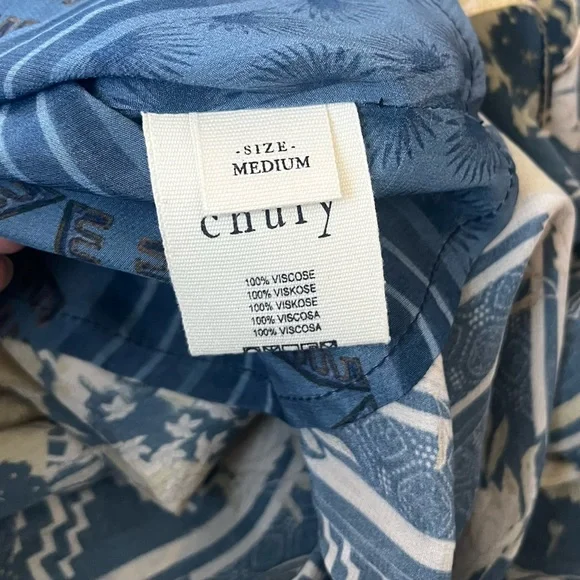 -SIZE-
MEDIUM
chufy
100% VISCOSE
100% VISKOSE
100% VISKOSE
100% VISCOSA
100% VISCOSA